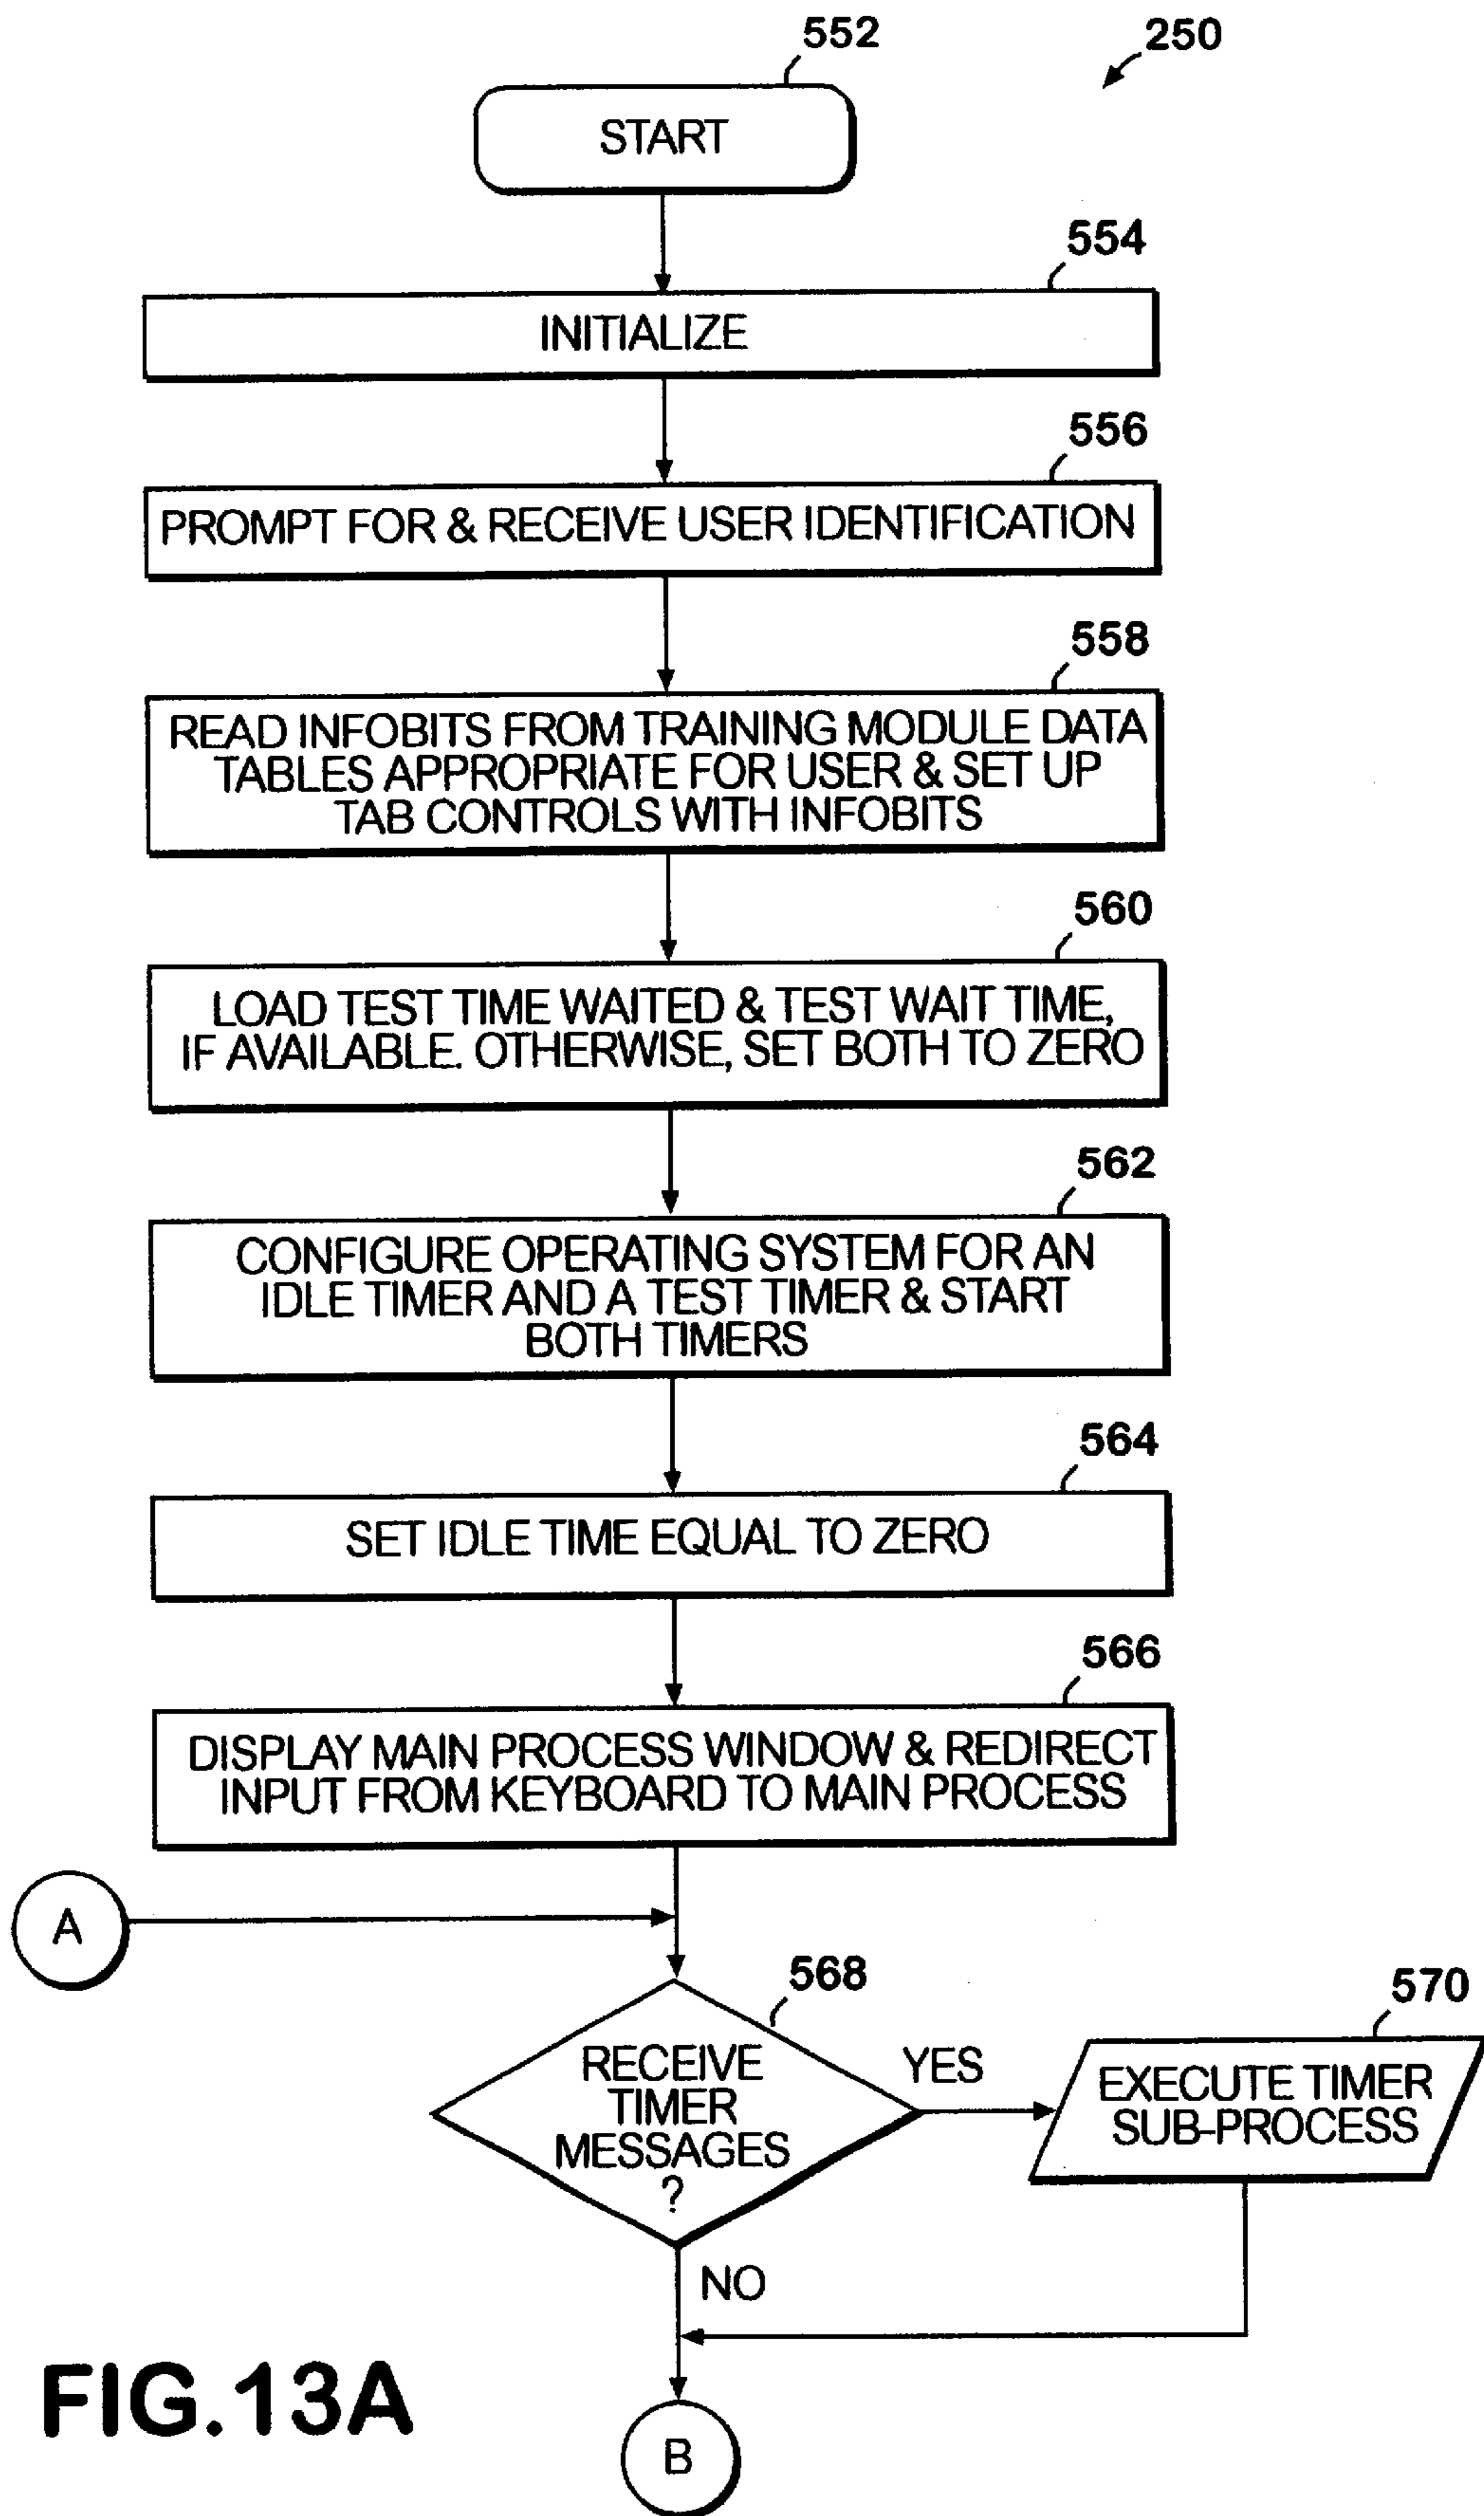 552
250
START
554
INITIALIZE
556
PROMPT FOR & RECEIVE USER IDENTIFICATION
558
READ INFOBITS FROM TRAINING MODULE DATA
TABLES APPROPRIATE FOR USER & SET UP
TAB CONTROLS WITH INFOBITS
560
LOAD TEST TIME WAITED & TEST WAIT TIME,
IF AVAILABLE. OTHERWISE, SET BOTH TO ZERO
562
CONFIGURE OPERATING SYSTEM FOR AN
IDLE TIMER AND A TEST TIMER & START
BOTH TIMERS
564
SET IDLE TIME EQUAL TO ZERO
566
DISPLAY MAIN PROCESS WINDOW & REDIRECT
INPUT FROM KEYBOARD TO MAIN PROCESS
A
568
570
RECEIVE
TIMER
MESSAGES
?
YES
EXECUTE TIMER
SUB-PROCESS
NO
FIG.13A
B